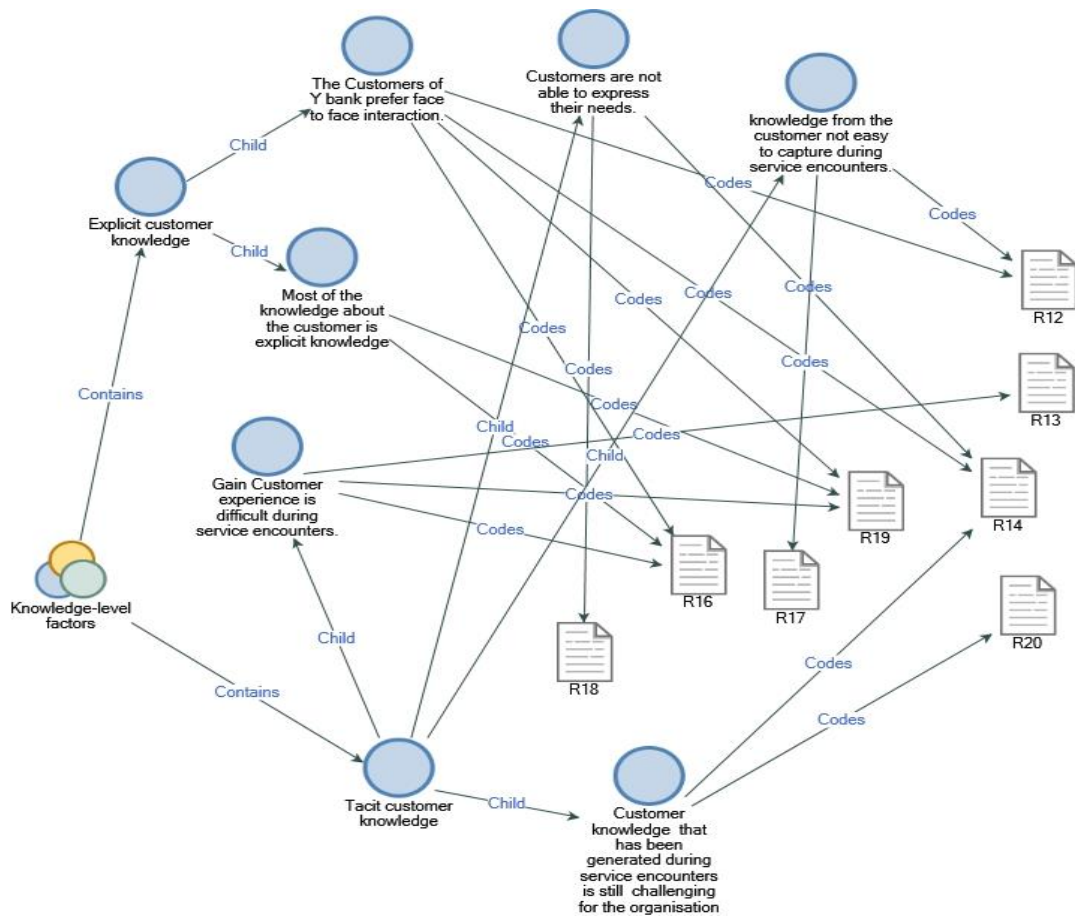 The Customers of
Y bank prefer face
to face interaction.
Customers are not
able to express
their needs.
knowledge from the
customer not easy
to capture during
service encounters.
Child
Codes
Codes
Explicit customer
knowledge
Child
R12
Most of the
knowledge about
the customer is
explicit knowledge
Codes
Codes
Codes
Codes
Codes
R13
Contains
Codes
Child
Codes
Codes
Child
Gain Customer
experience is
difficult during
service encounters.
Codes
Codes
R19
R14
Knowledge-level
factors
R16
R17
Child
R20
R18
Codes
Contains
Codes
Tacit customer
knowledge
Child
Customer
knowledge that
has been
generated during
service encounters
is still challenging
for the organisation